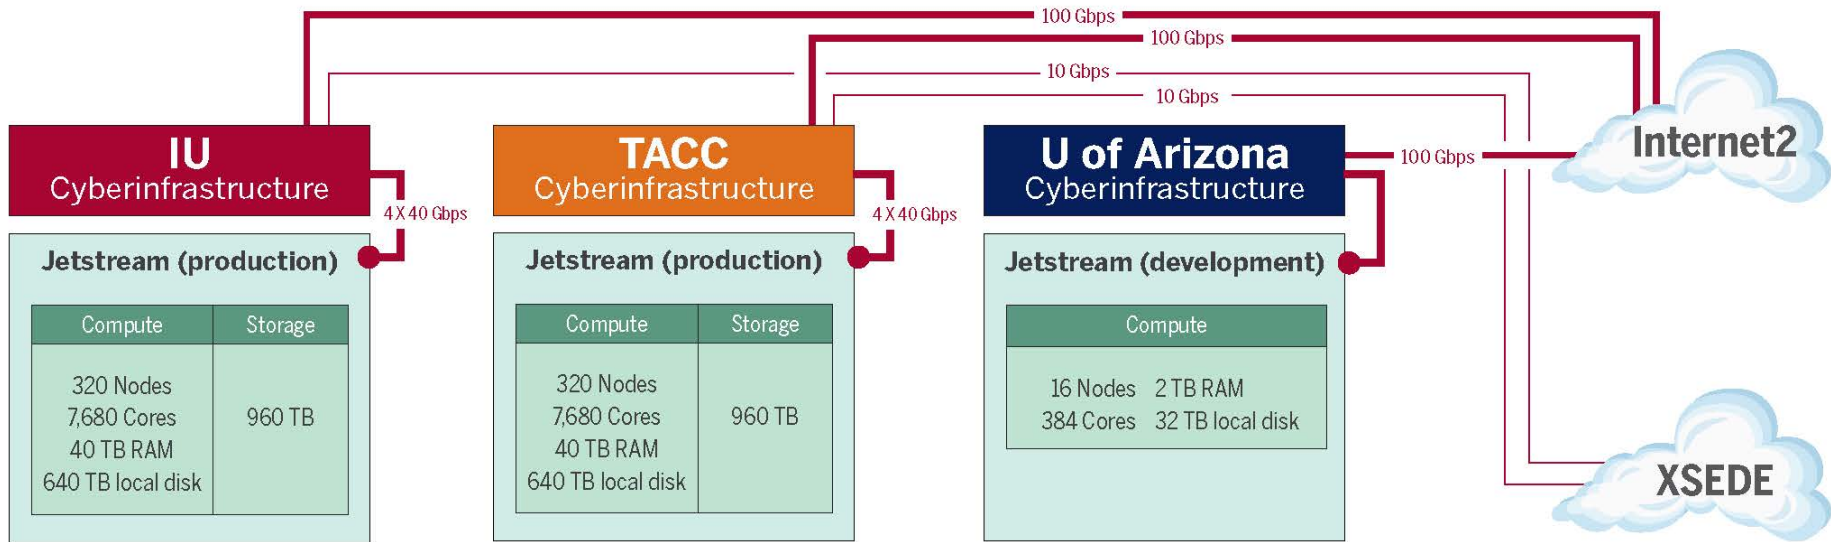 100 Gbps
100 Gbps
10 Gbps
10 Gbps
IU
Cyberinfrastructure
4 X 40 Gbps
Jetstream (production)
Compute Storage
320 Nodes
7,680 Cores 960 TB
40 TB RAM
640 TB local disk
TACC
Cyberinfrastructure
4 X 40 Gbps
Jetstream (production)
Compute Storage
320 Nodes
7,680 Cores 960 TB
40 TB RAM
640 TB local disk
U of Arizona
Cyberinfrastructure
100 Gbps
Jetstream (development)
Compute
16 Nodes 2 TB RAM
384 Cores 32 TB local disk
Internet2
XSEDE